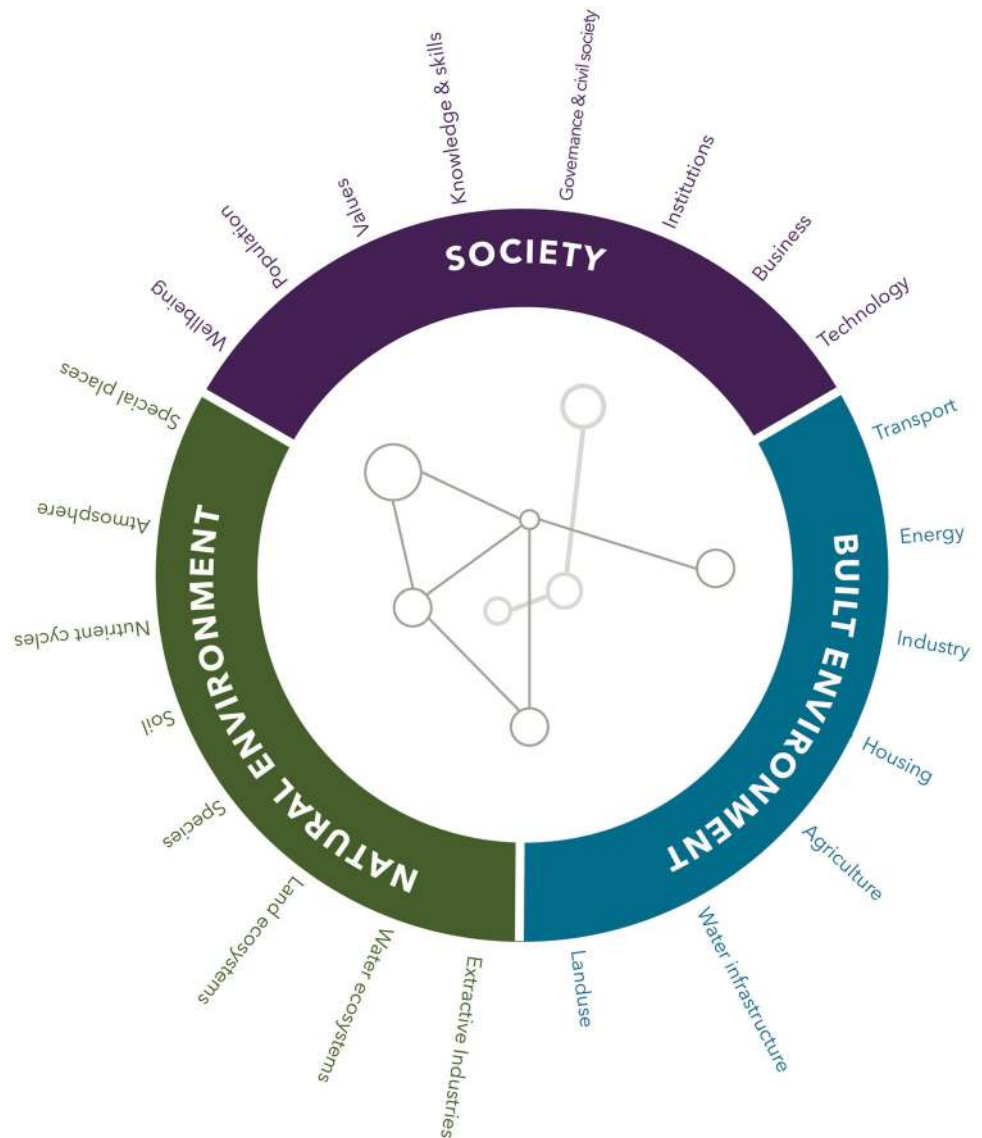 SOCIETY
Wellbeing
Population
Values
Knowledge & skills
Governance & civil society
Institutions
Business
Technology
BUILT ENVIRONMENT
Transport
Energy
Industry
Housing
Agriculture
Water infrastructure
Landuse
NATURAL ENVIRONMENT
Extractive Industries
Water ecosystems
Land ecosystems
Species
Soil
Nutrient cycles
Atmosphere
Special places